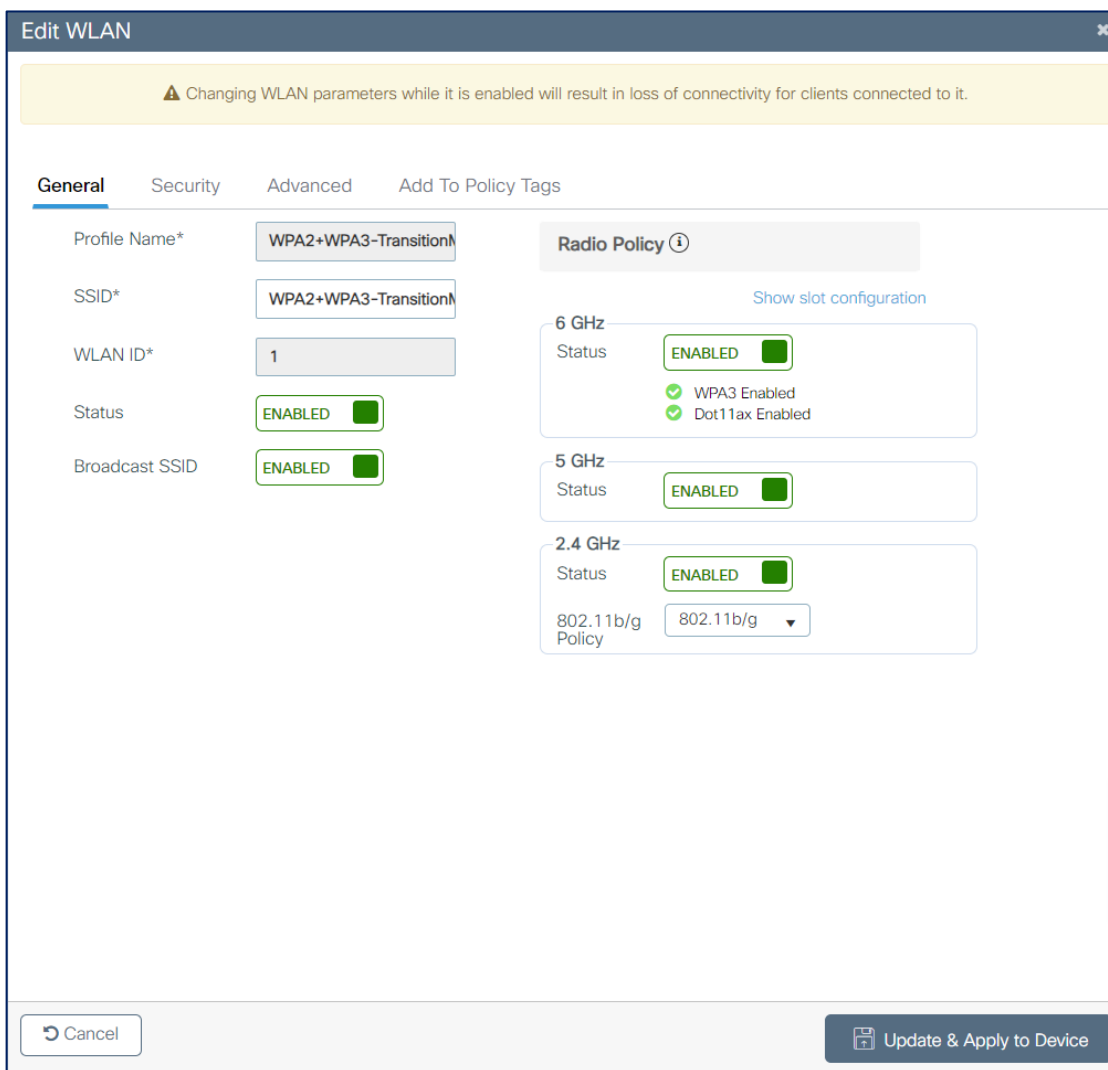 Edit WLAN
Changing WLAN parameters while it is enabled will result in loss of connectivity for clients connected to it.
General Security Advanced Add To Policy Tags
Profile Name* WPA2+WPA3-Transition
SSID* WPA2+WPA3-Transition
WLAN ID* 1
Status ENABLED
Broadcast SSID ENABLED
Radio Policy
Show slot configuration
6 GHz
Status ENABLED
WPA3 Enabled
Dot11ax Enabled
5 GHz
Status ENABLED
2.4 GHz
Status ENABLED
802.11b/g 802.11b/g
Policy
Cancel Update & Apply to Device